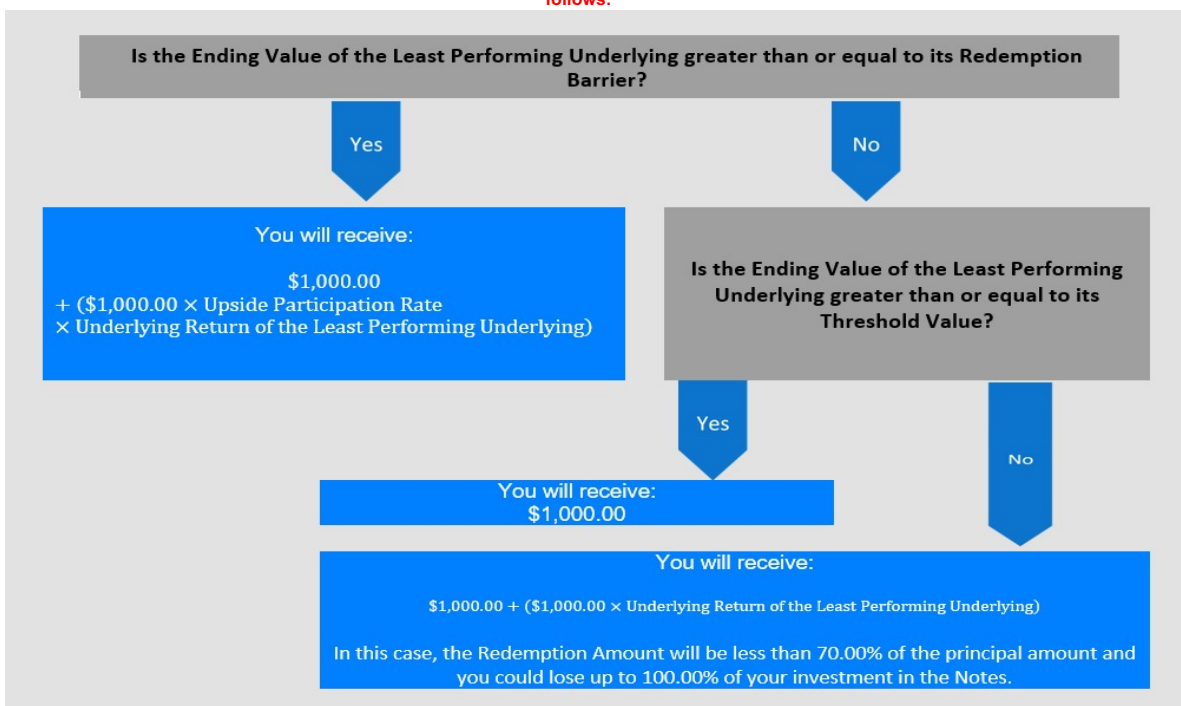 follows:
Is the Ending Value of the Least Performing Underlying greater than or equal to its Redemption
Barrier?
Yes
No
You will receive:
$1,000.00
+ ($1,000.00 × Upside Participation Rate
× Underlying Return of the Least Performing Underlying)
Is the Ending Value of the Least Performing
Underlying greater than or equal to its
Threshold Value?
Yes
No
You will receive:
$1,000.00
You will receive:
$1,000.00 + ($1,000.00 × Underlying Return of the Least Performing Underlying)
In this case, the Redemption Amount will be less than 70.00% of the principal amount and
you could lose up to 100.00% of your investment in the Notes.